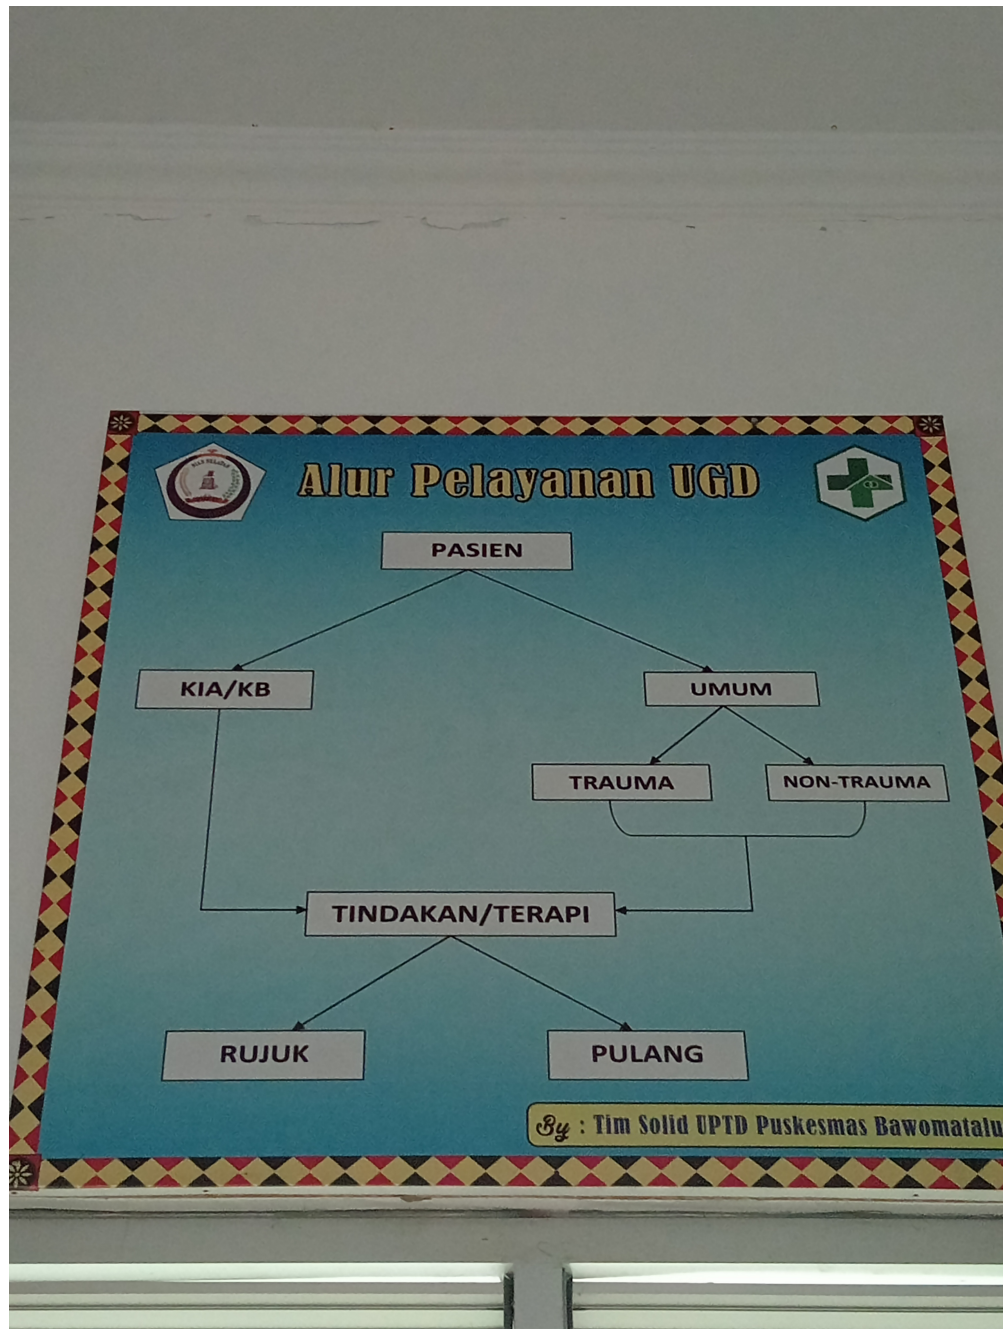 Alur Pelayanan UGD
PASIEN
KIA/KB
UMUM
TRAUMA
NON-TRAUMA
TINDAKAN/TERAPI
RUJUK
PULANG
By : Tim Solid UPTD Puskesmas Bawomatalu